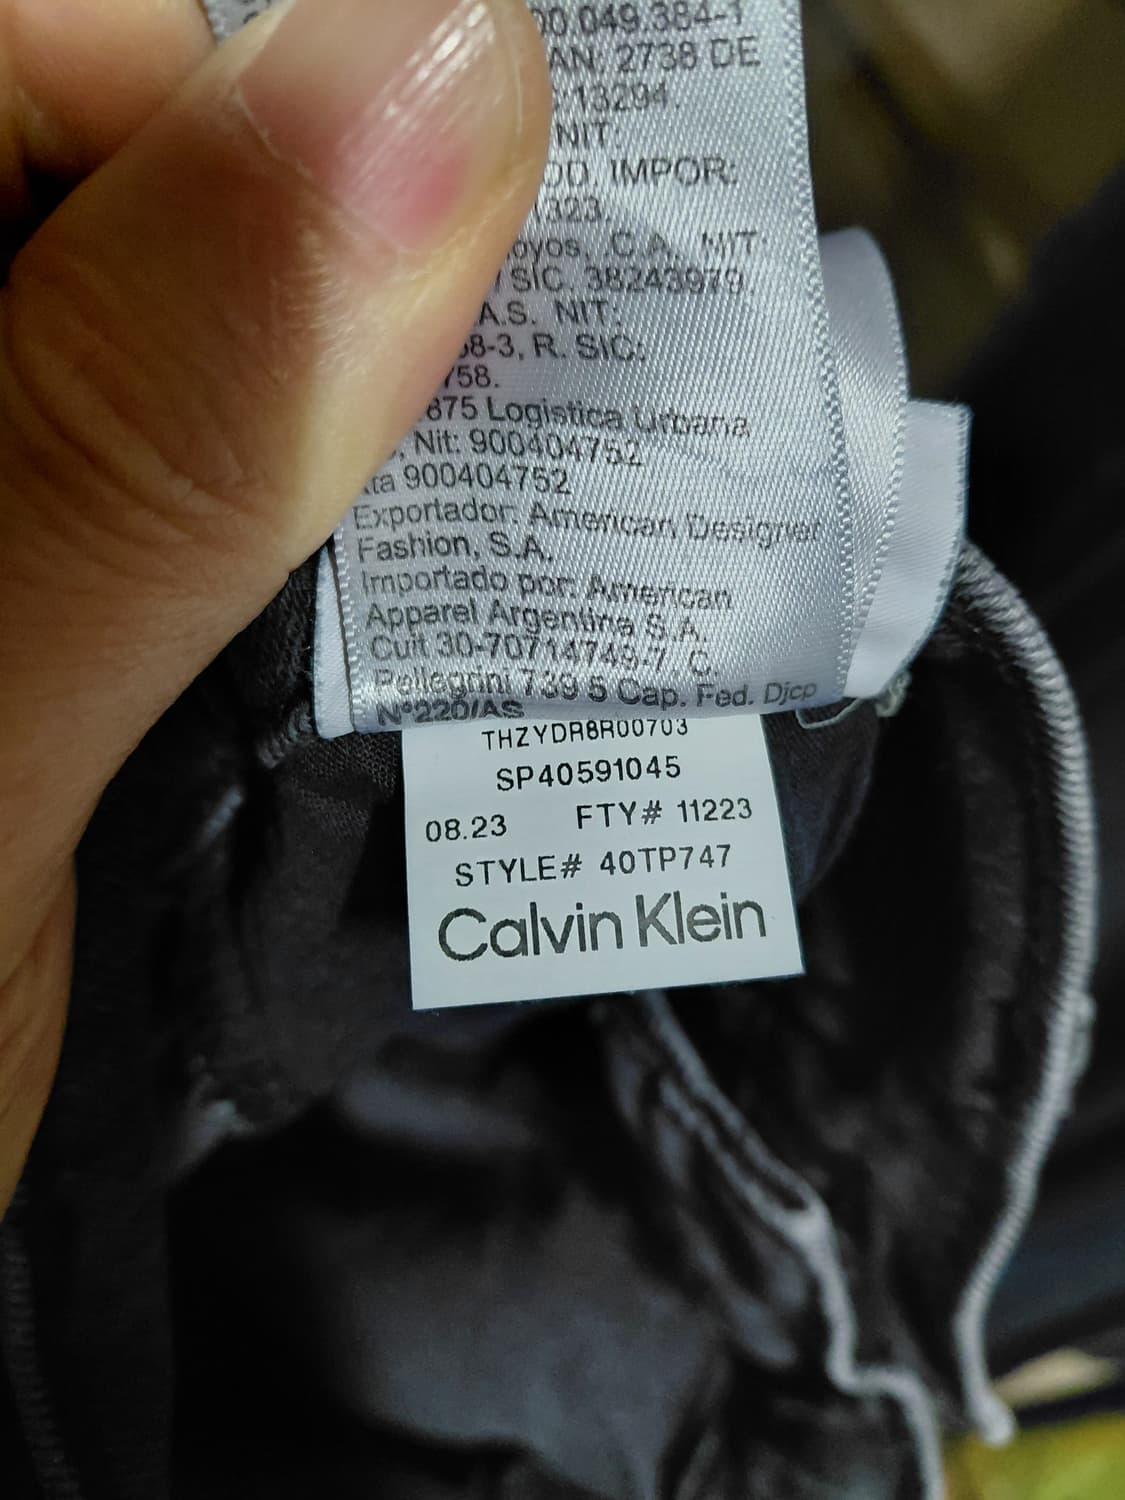 00.049.384-1
AN: 2738 DE
13294.
NIT:
OD. IMPOR:
1323
oyos, C.A. NIT:
SIC. 38243979.
A.S. NIT:
58-3, R. SIC:
758.
875 Logistica Urbana
, Nit: 900404752
ta 900404752
Exportador: American Designer
Fashion, S.A.
Importado por: American
Apparel Argentina S.A.
Cuit 30-70714749-7 C.
Pellegrini 739 5 Cap. Fed. Djcp
N°220/AS
THZYDR8R00703
SP40591045
08.23 FTY# 11223
STYLE# 40TP747
Calvin Klein